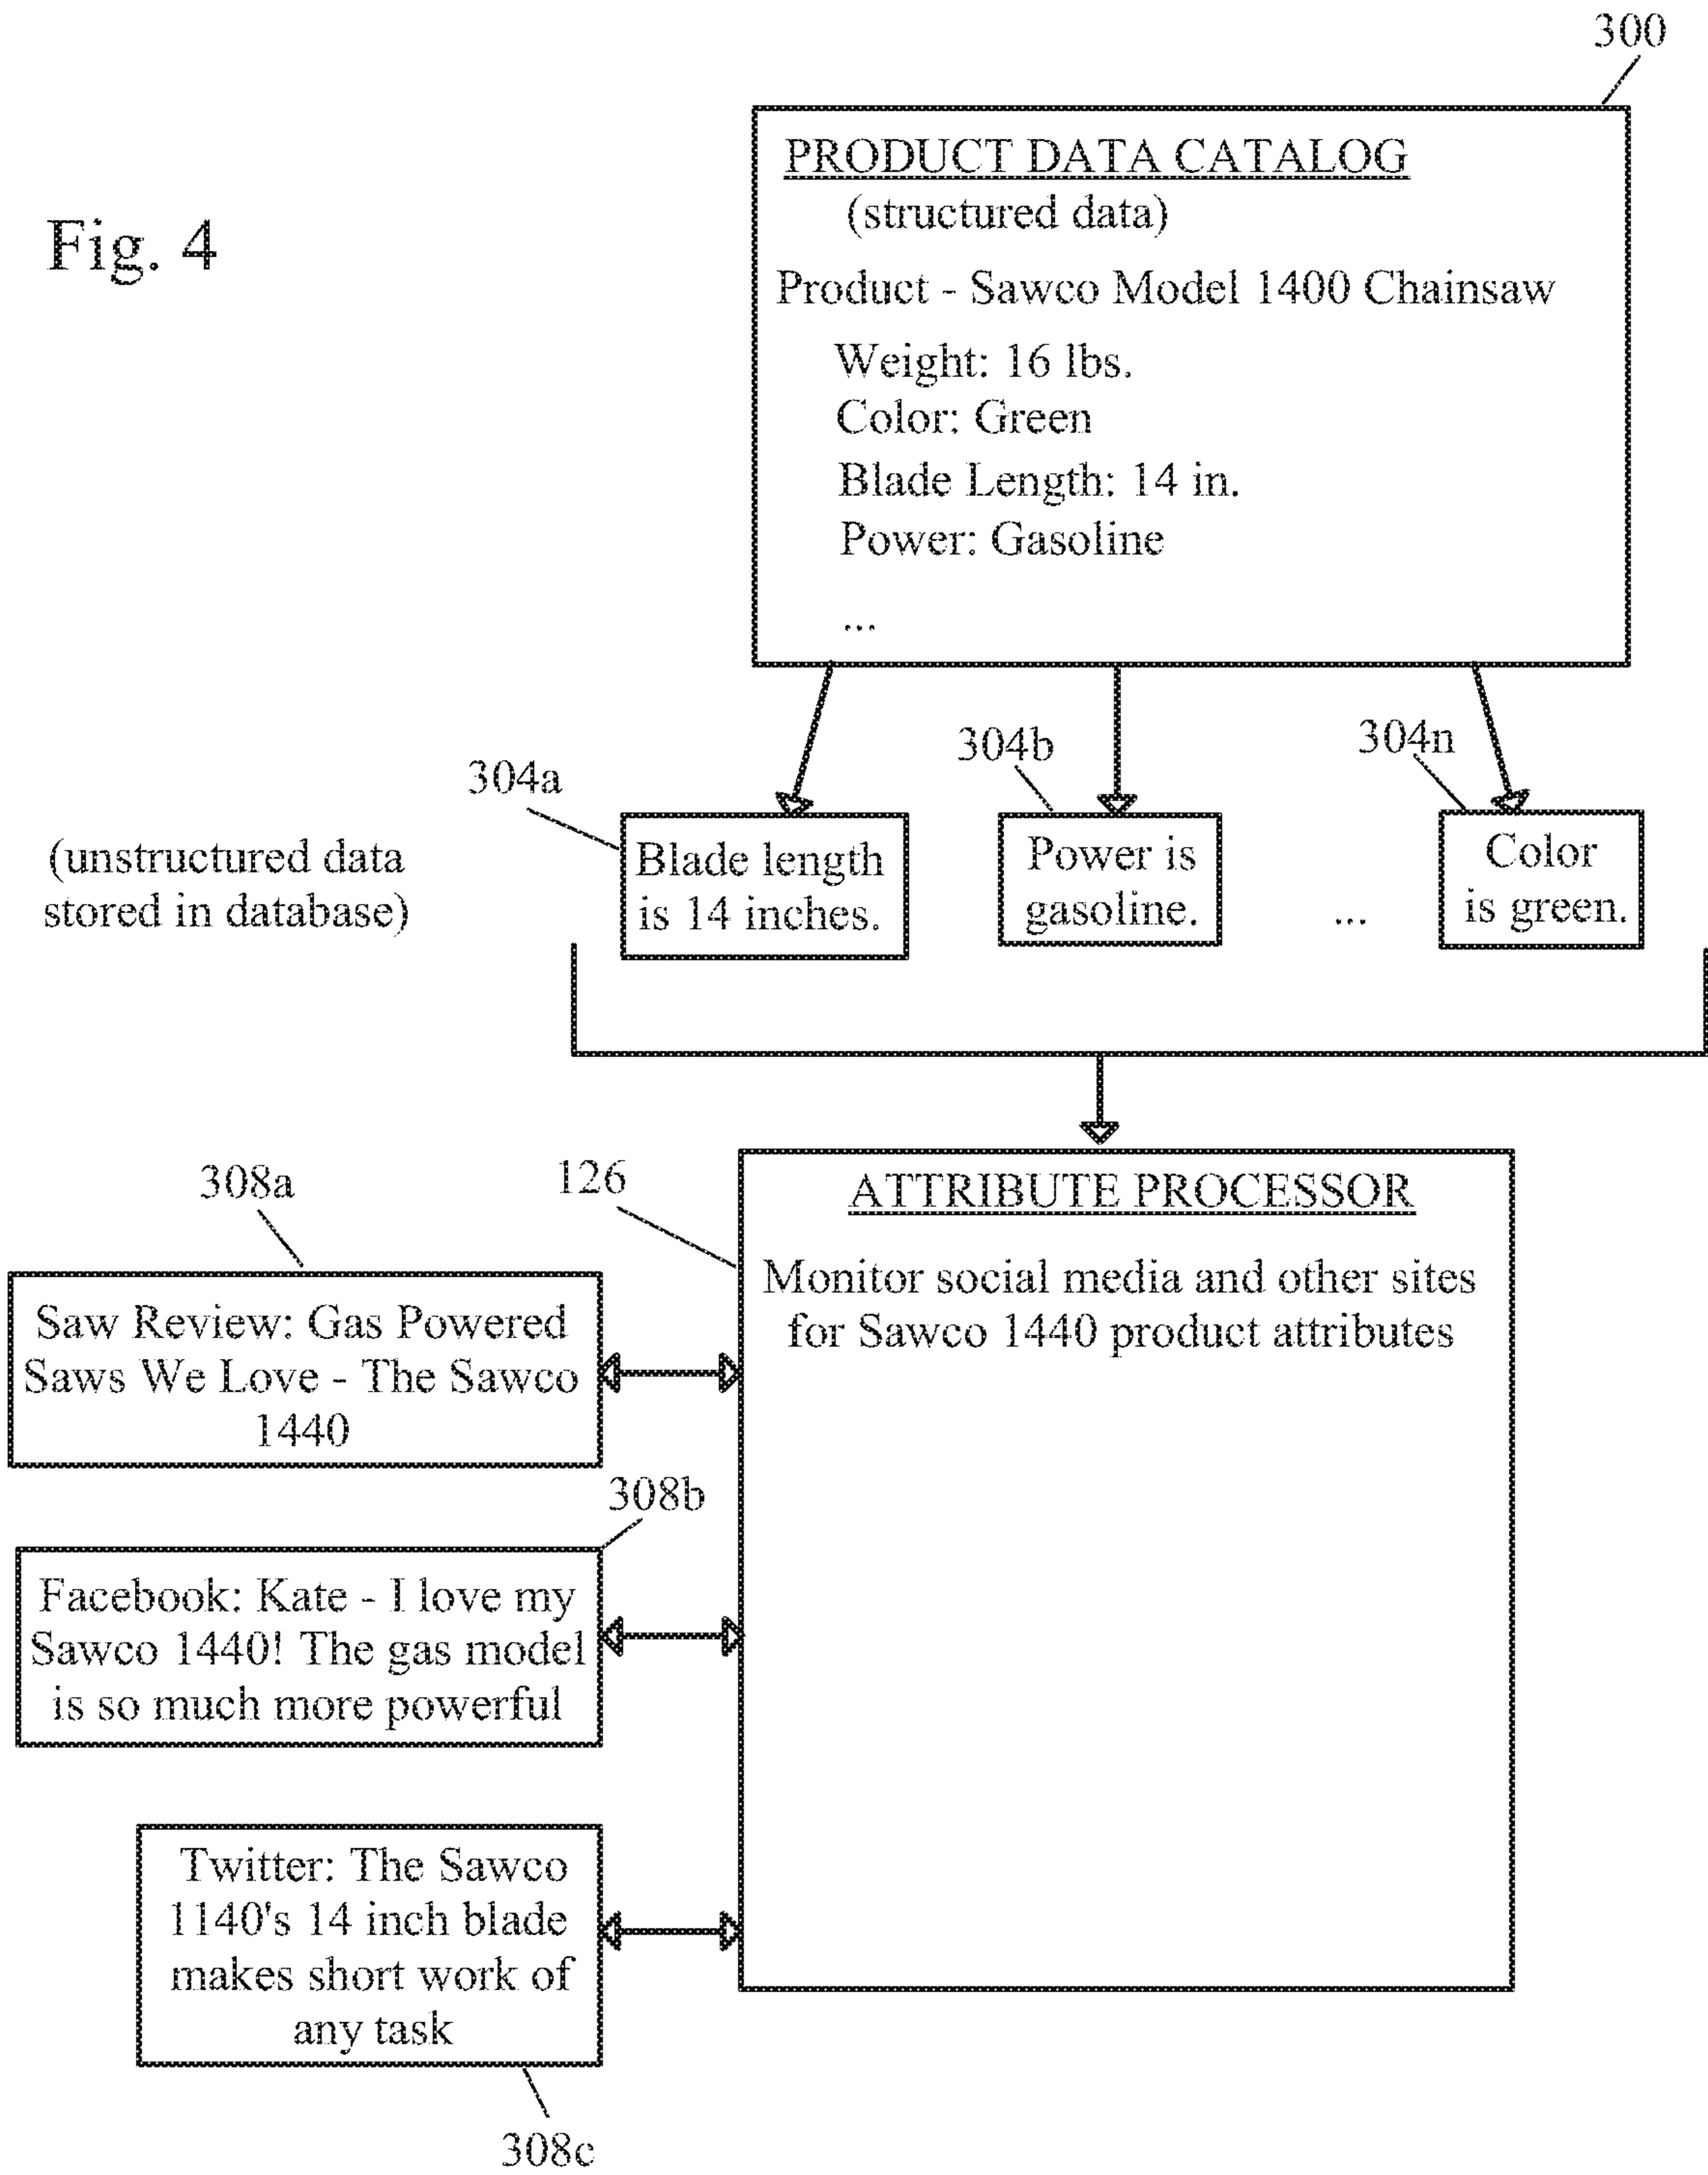 300
Fig. 4
PRODUCT DATA CATALOG
(structured data)
Product - Sawco Model 1400 Chainsaw
Weight: 16 lbs.
Color: Green
Blade Length: 14 in.
Power: Gasoline
...
304a
304b
304n
(unstructured data
stored in database)
Blade length
is 14 inches.
Power is
gasoline.
...
Color
is green.
126
ATTRIBUTE PROCESSOR
Monitor social media and other sites
for Sawco 1440 product attributes
308a
Saw Review: Gas Powered
Saws We Love - The Sawco
1440
308b
Facebook: Kate - I love my
Sawco 1440! The gas model
is so much more powerful
Twitter: The Sawco
1140's 14 inch blade
makes short work of
any task
308c